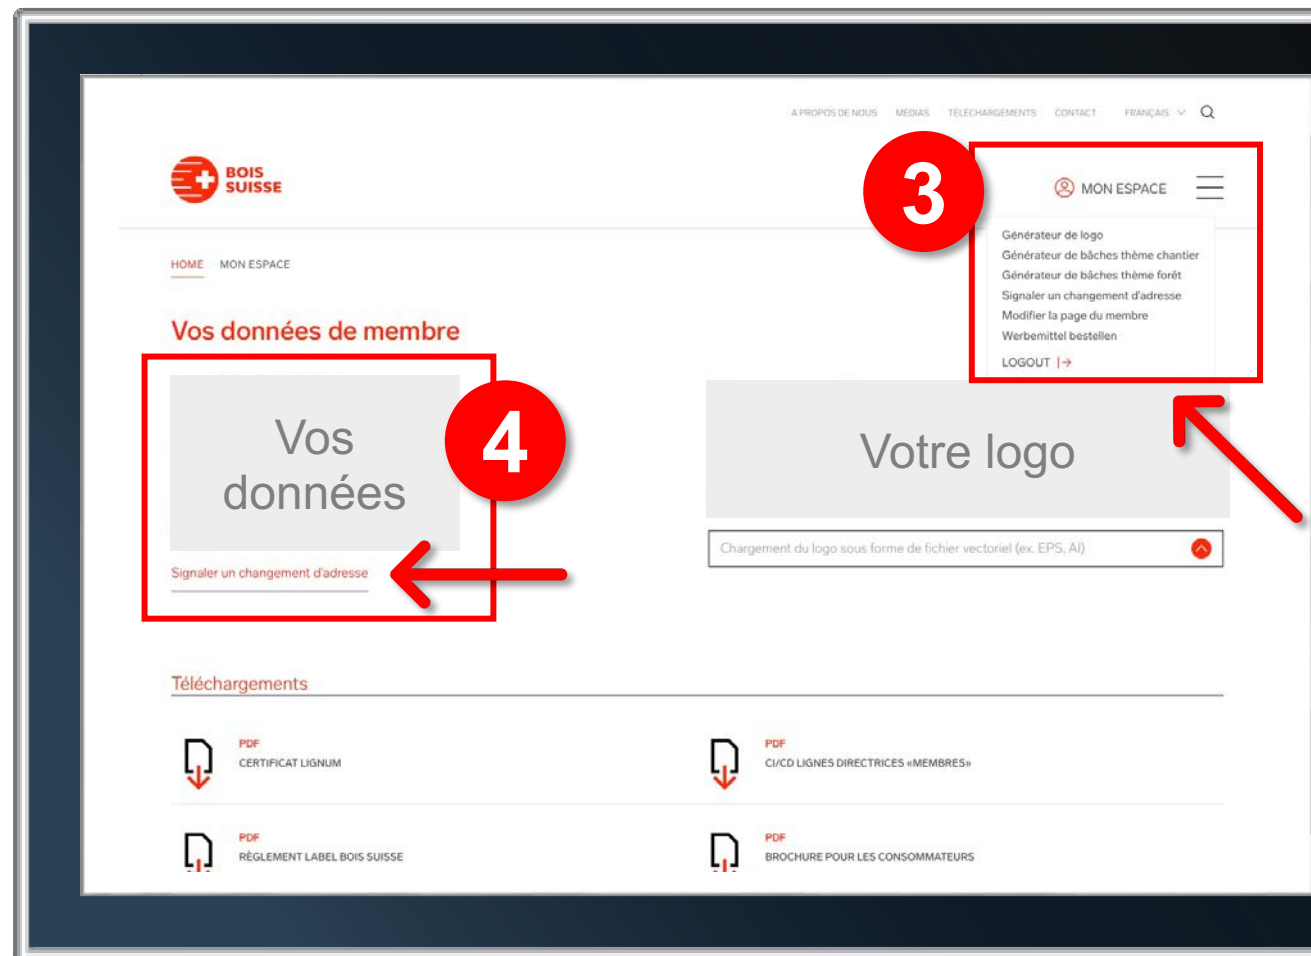 A PROPOS DE NOUS MÉDIAS TÉLÉCHARGEMENTS CONTACT FRANÇAIS
BOIS
SUISSE
3
MON ESPACE
Générateur de logo
Générateur de bâches thème chantier
Générateur de bâches thème forêt
Signaler un changement d'adresse
Modifier la page du membre
Werbemittel bestellen
LOGOUT
HOME MON ESPACE
Vos données de membre
Vos
données
4
Signaler un changement d'adresse
Votre logo
Chargement du logo sous forme de fichier vectoriel (ex. EPS, AI)
Téléchargements
PDF
CERTIFICAT LIGNUM
PDF
CI/CD LIGNES DIRECTRICES «MEMBRES»
PDF
RÈGLEMENT LABEL BOIS SUISSE
PDF
BROCHURE POUR LES CONSOMMATEURS